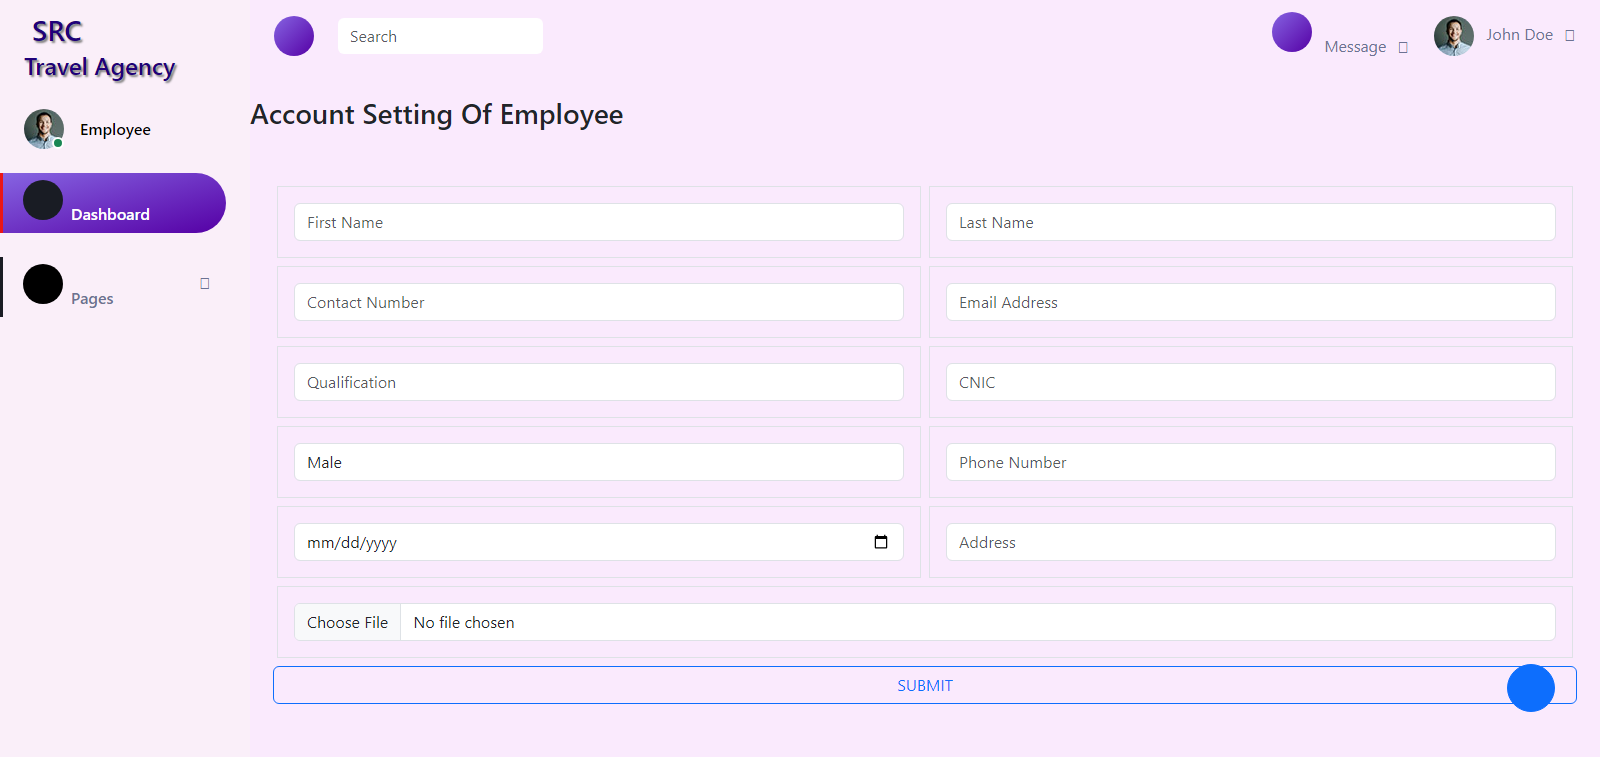 SRC
Travel Agency
Employee
Dashboard
Pages
Search
Message
John Doe
Account Setting Of Employee
First Name
Last Name
Contact Number
Email Address
Qualification
CNIC
Male
Phone Number
mm/dd/yyyy
Address
Choose File No file chosen
SUBMIT